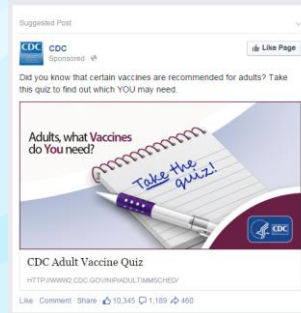 Suggested Post
CDC
CDC
Sponsored
Like Page
Did you know that certain vaccines are recommended for adults? Take
this quiz to find out which YOU may need.
Adults, what Vaccines
do You need?
Take the
quiz!
CDC
CDC Adult Vaccine Quiz
HTTP://WWW2.CDC.GOV/NIP/ADULTIMMSCHED/
Like · Comment · Share · 10,345 1,189 460